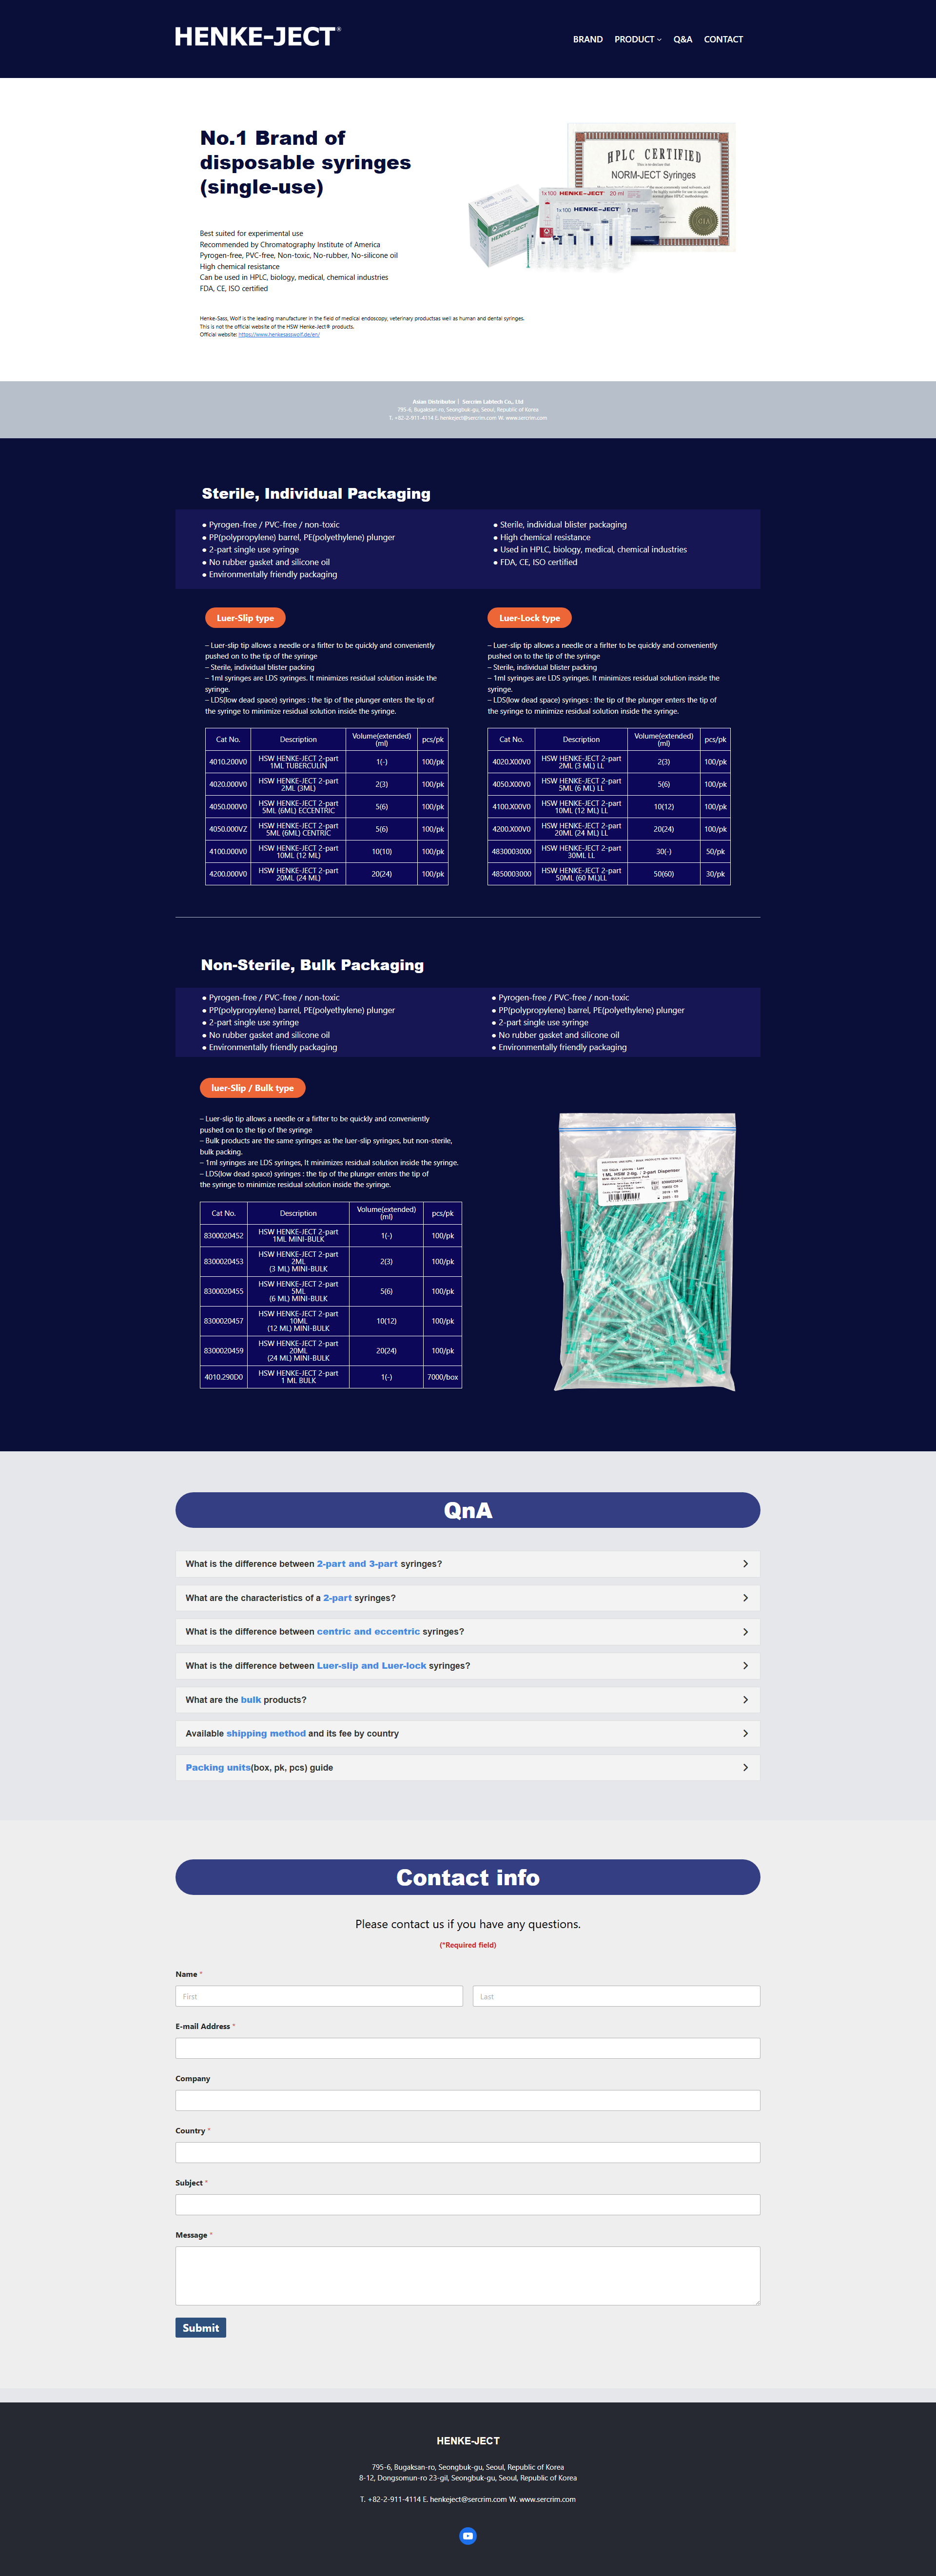 HENKE-JECT®
BRAND PRODUCT Q&A CONTACT
No.1 Brand of
disposable syringes
(single-use)
HPLC CERTIFIED
NORM-JECT Syringes
1x100 HENKE-JECT® 20 ml
1x100 HENKE-JECT® 3 ml
HENKE-JECT®
Best suited for experimental use
Recommended by Chromatography Institute of America
Pyrogen-free, PVC-free, Non-toxic, No-rubber, No-silicone oil
High chemical resistance
Can be used in HPLC, biology, medical, chemical industries
FDA, CE, ISO certified
Henke-Sass, Wolf is the leading manufacturer in the field of medical endoscopy, veterinary productsas well as human and dental syringes.
This is not the official website of the HSW Henke-Ject® products.
Official website: https://www.henkesasswolf.de/en/
Asian Distributor | Sercrim Labtech Co., Ltd
795-6, Bugaksan-ro, Seongbuk-gu, Seoul, Republic of Korea
T. +82-2-911-4114 E. henkeject@sercrim.com W. www.sercrim.com
Sterile, Individual Packaging
● Pyrogen-free / PVC-free / non-toxic
● PP(polypropylene) barrel, PE(polyethylene) plunger
● 2-part single use syringe
● No rubber gasket and silicone oil
● Environmentally friendly packaging
● Sterile, individual blister packaging
● High chemical resistance
● Used in HPLC, biology, medical, chemical industries
● FDA, CE, ISO certified
Luer-Slip type
– Luer-slip tip allows a needle or a firlter to be quickly and conveniently
pushed on to the tip of the syringe
– Sterile, individual blister packing
– 1ml syringes are LDS syringes. It minimizes residual solution inside the
syringe.
– LDS(low dead space) syringes : the tip of the plunger enters the tip of
the syringe to minimize residual solution inside the syringe.
Cat No. Description Volume(extended) (ml) pcs/pk
4010.200V0 HSW HENKE-JECT 2-part 1ML TUBERCULIN 1(-) 100/pk
4020.000V0 HSW HENKE-JECT 2-part 2ML (3ML) 2(3) 100/pk
4050.000V0 HSW HENKE-JECT 2-part 5ML (6ML) ECCENTRIC 5(6) 100/pk
4050.000VZ HSW HENKE-JECT 2-part 5ML (6ML) CENTRIC 5(6) 100/pk
4100.000V0 HSW HENKE-JECT 2-part 10ML (12 ML) 10(10) 100/pk
4200.000V0 HSW HENKE-JECT 2-part 20ML (24 ML) 20(24) 100/pk
Luer-Lock type
– Luer-slip tip allows a needle or a firlter to be quickly and conveniently
pushed on to the tip of the syringe
– Sterile, individual blister packing
– 1ml syringes are LDS syringes. It minimizes residual solution inside the
syringe.
– LDS(low dead space) syringes : the tip of the plunger enters the tip of
the syringe to minimize residual solution inside the syringe.
Cat No. Description Volume(extended) (ml) pcs/pk
4020.X00V0 HSW HENKE-JECT 2-part 2ML (3 ML) LL 2(3) 100/pk
4050.X00V0 HSW HENKE-JECT 2-part 5ML (6 ML) LL 5(6) 100/pk
4100.X00V0 HSW HENKE-JECT 2-part 10ML (12 ML) LL 10(12) 100/pk
4200.X00V0 HSW HENKE-JECT 2-part 20ML (24 ML) LL 20(24) 100/pk
4830003000 HSW HENKE-JECT 2-part 30ML LL 30(-) 50/pk
4850003000 HSW HENKE-JECT 2-part 50ML (60 ML)LL 50(60) 30/pk
Non-Sterile, Bulk Packaging
● Pyrogen-free / PVC-free / non-toxic
● PP(polypropylene) barrel, PE(polyethylene) plunger
● 2-part single use syringe
● No rubber gasket and silicone oil
● Environmentally friendly packaging
● Pyrogen-free / PVC-free / non-toxic
● PP(polypropylene) barrel, PE(polyethylene) plunger
● 2-part single use syringe
● No rubber gasket and silicone oil
● Environmentally friendly packaging
luer-Slip / Bulk type
– Luer-slip tip allows a needle or a firlter to be quickly and conveniently
pushed on to the tip of the syringe
– Bulk products are the same syringes as the luer-slip syringes, but non-sterile,
bulk packing.
– 1ml syringes are LDS syringes, It minimizes residual solution inside the syringe.
– LDS(low dead space) syringes : the tip of the plunger enters the tip of
the syringe to minimize residual solution inside the syringe.
Cat No. Description Volume(extended) (ml) pcs/pk
8300020452 HSW HENKE-JECT 2-part 1ML MINI-BULK 1(-) 100/pk
8300020453 HSW HENKE-JECT 2-part 2ML (3 ML) MINI-BULK 2(3) 100/pk
8300020455 HSW HENKE-JECT 2-part 5ML (6 ML) MINI-BULK 5(6) 100/pk
8300020457 HSW HENKE-JECT 2-part 10ML (12 ML) MINI-BULK 10(12) 100/pk
8300020459 HSW HENKE-JECT 2-part 20ML (24 ML) MINI-BULK 20(24) 100/pk
4010.290D0 HSW HENKE-JECT 2-part 1 ML BULK 1(-) 7000/box
QnA
What is the difference between 2-part and 3-part syringes?
What are the characteristics of a 2-part syringes?
What is the difference between centric and eccentric syringes?
What is the difference between Luer-slip and Luer-lock syringes?
What are the bulk products?
Available shipping method and its fee by country
Packing units(box, pk, pcs) guide
Contact info
Please contact us if you have any questions.
(*Required field)
Name *
First
Last
E-mail Address *
Company
Country *
Subject *
Message *
Submit
HENKE-JECT
795-6, Bugaksan-ro, Seongbuk-gu, Seoul, Republic of Korea
8-12, Dongsomun-ro 23-gil, Seongbuk-gu, Seoul, Republic of Korea
T. +82-2-911-4114 E. henkeject@sercrim.com W. www.sercrim.com